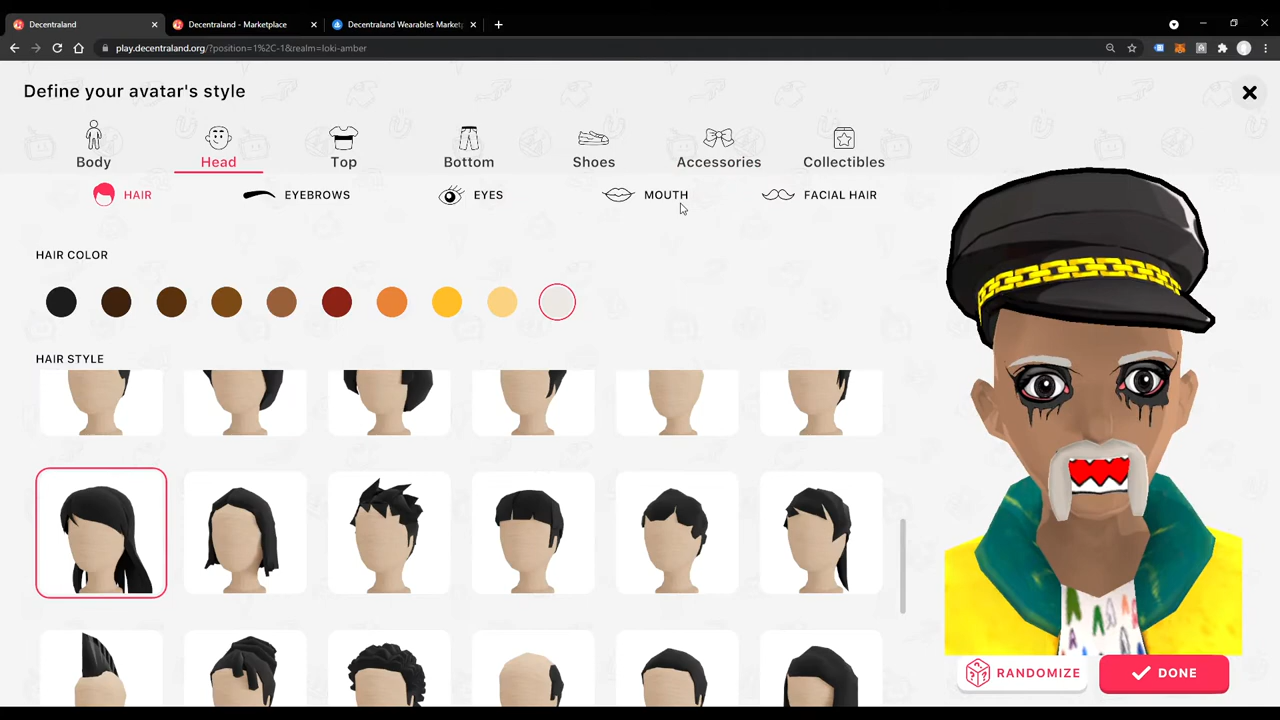 Decentraland
Decentraland - Marketplace
Decentraland Wearables Market
play.decentraland.org/?position=1%2C-1&realm=loki-amber
Define your avatar's style
Body
Head
Top
Bottom
Shoes
Accessories
Collectibles
HAIR
EYEBROWS
EYES
MOUTH
FACIAL HAIR
HAIR COLOR
HAIR STYLE
RANDOMIZE
DONE